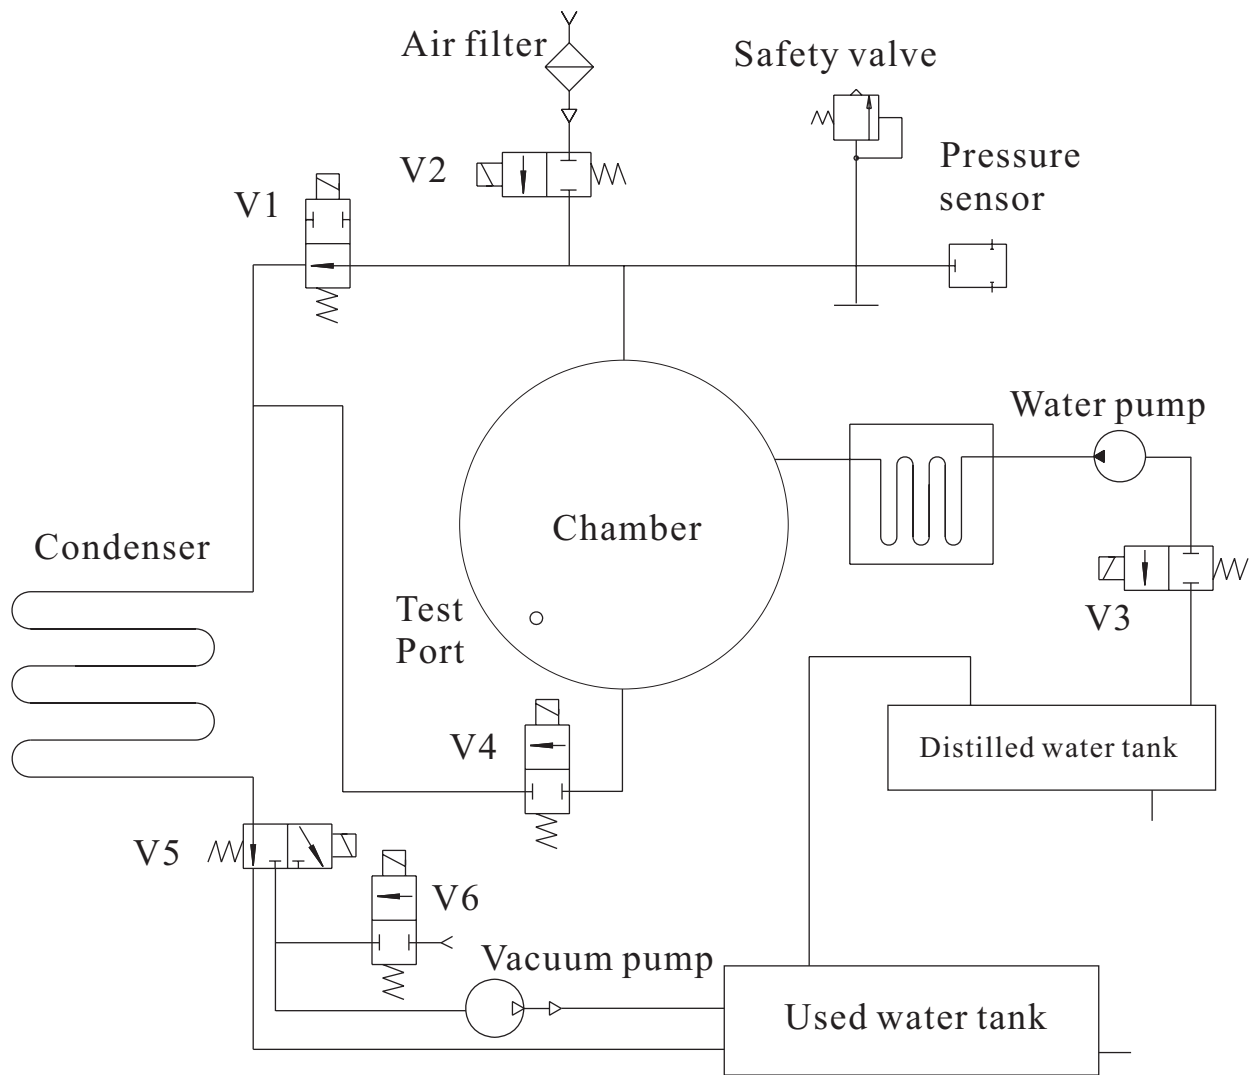 Air filter
Safety valve
V2
Pressure
sensor
V1
Water pump
Chamber
Condenser
Test
Port
V3
V4
Distilled water tank
V5
V6
Vacuum pump
Used water tank